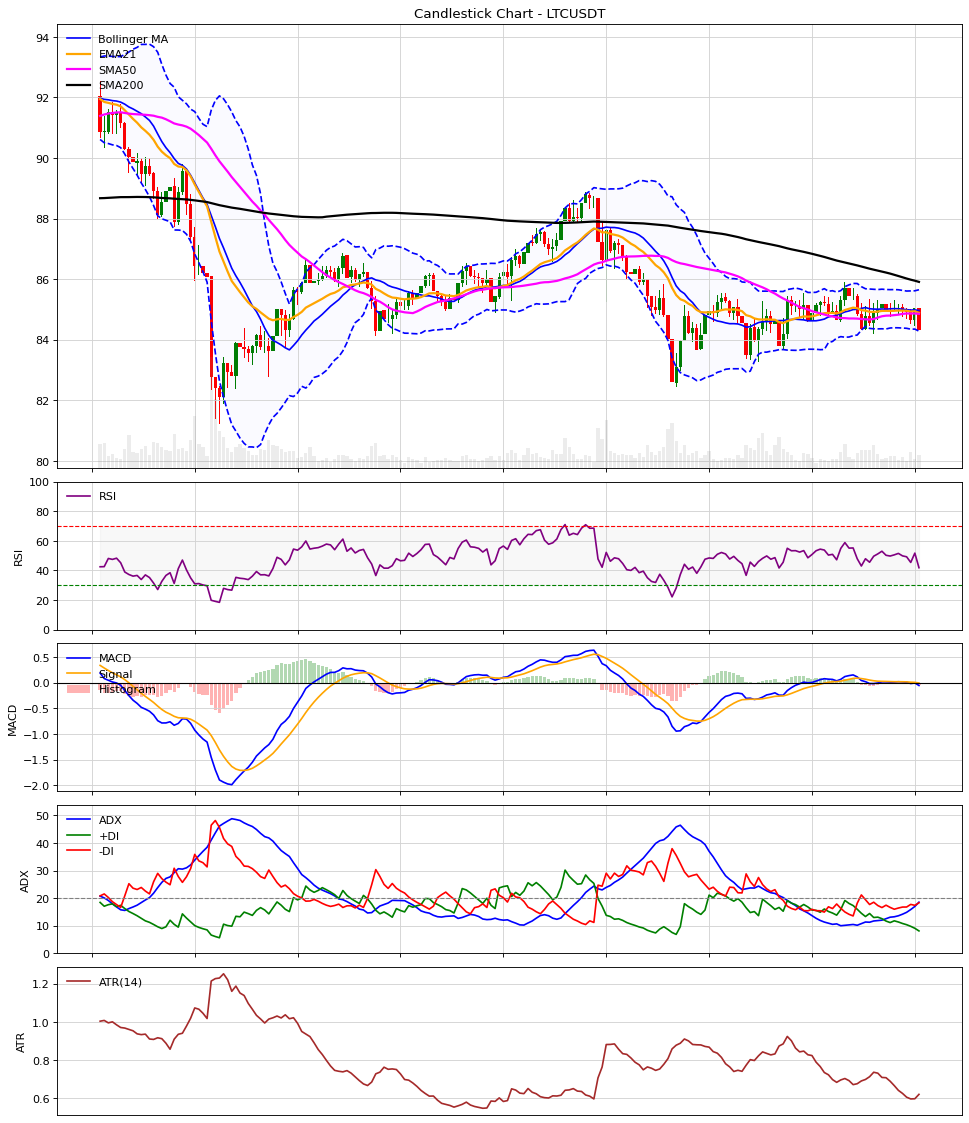 Candlestick Chart - LTCUSDT
Bollinger MA
EMA21
SMA50
SMA200
94
92
90
88
86
84
82
80
RSI
RSI
100
80
60
40
20
0
MACD
Signal
Histogram
MACD
0.5
0.0
−0.5
−1.0
−1.5
−2.0
ADX
+DI
-DI
ADX
50
40
30
20
10
0
ATR(14)
ATR
1.2
1.0
0.8
0.6